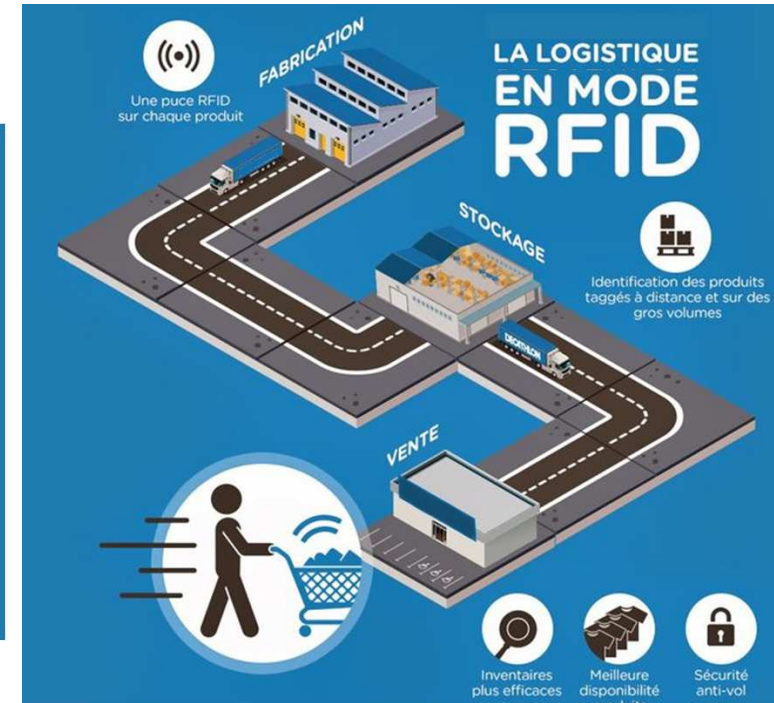 LA LOGISTIQUE
EN MODE
RFID
FABRICATION
Une puce RFID
sur chaque produit
STOCKAGE
Identification des produits
taggés à distance et sur des
gros volumes
DECATHLON
VENTE
Inventaires
plus efficaces
Meilleure
disponibilité
Sécurité
anti-vol